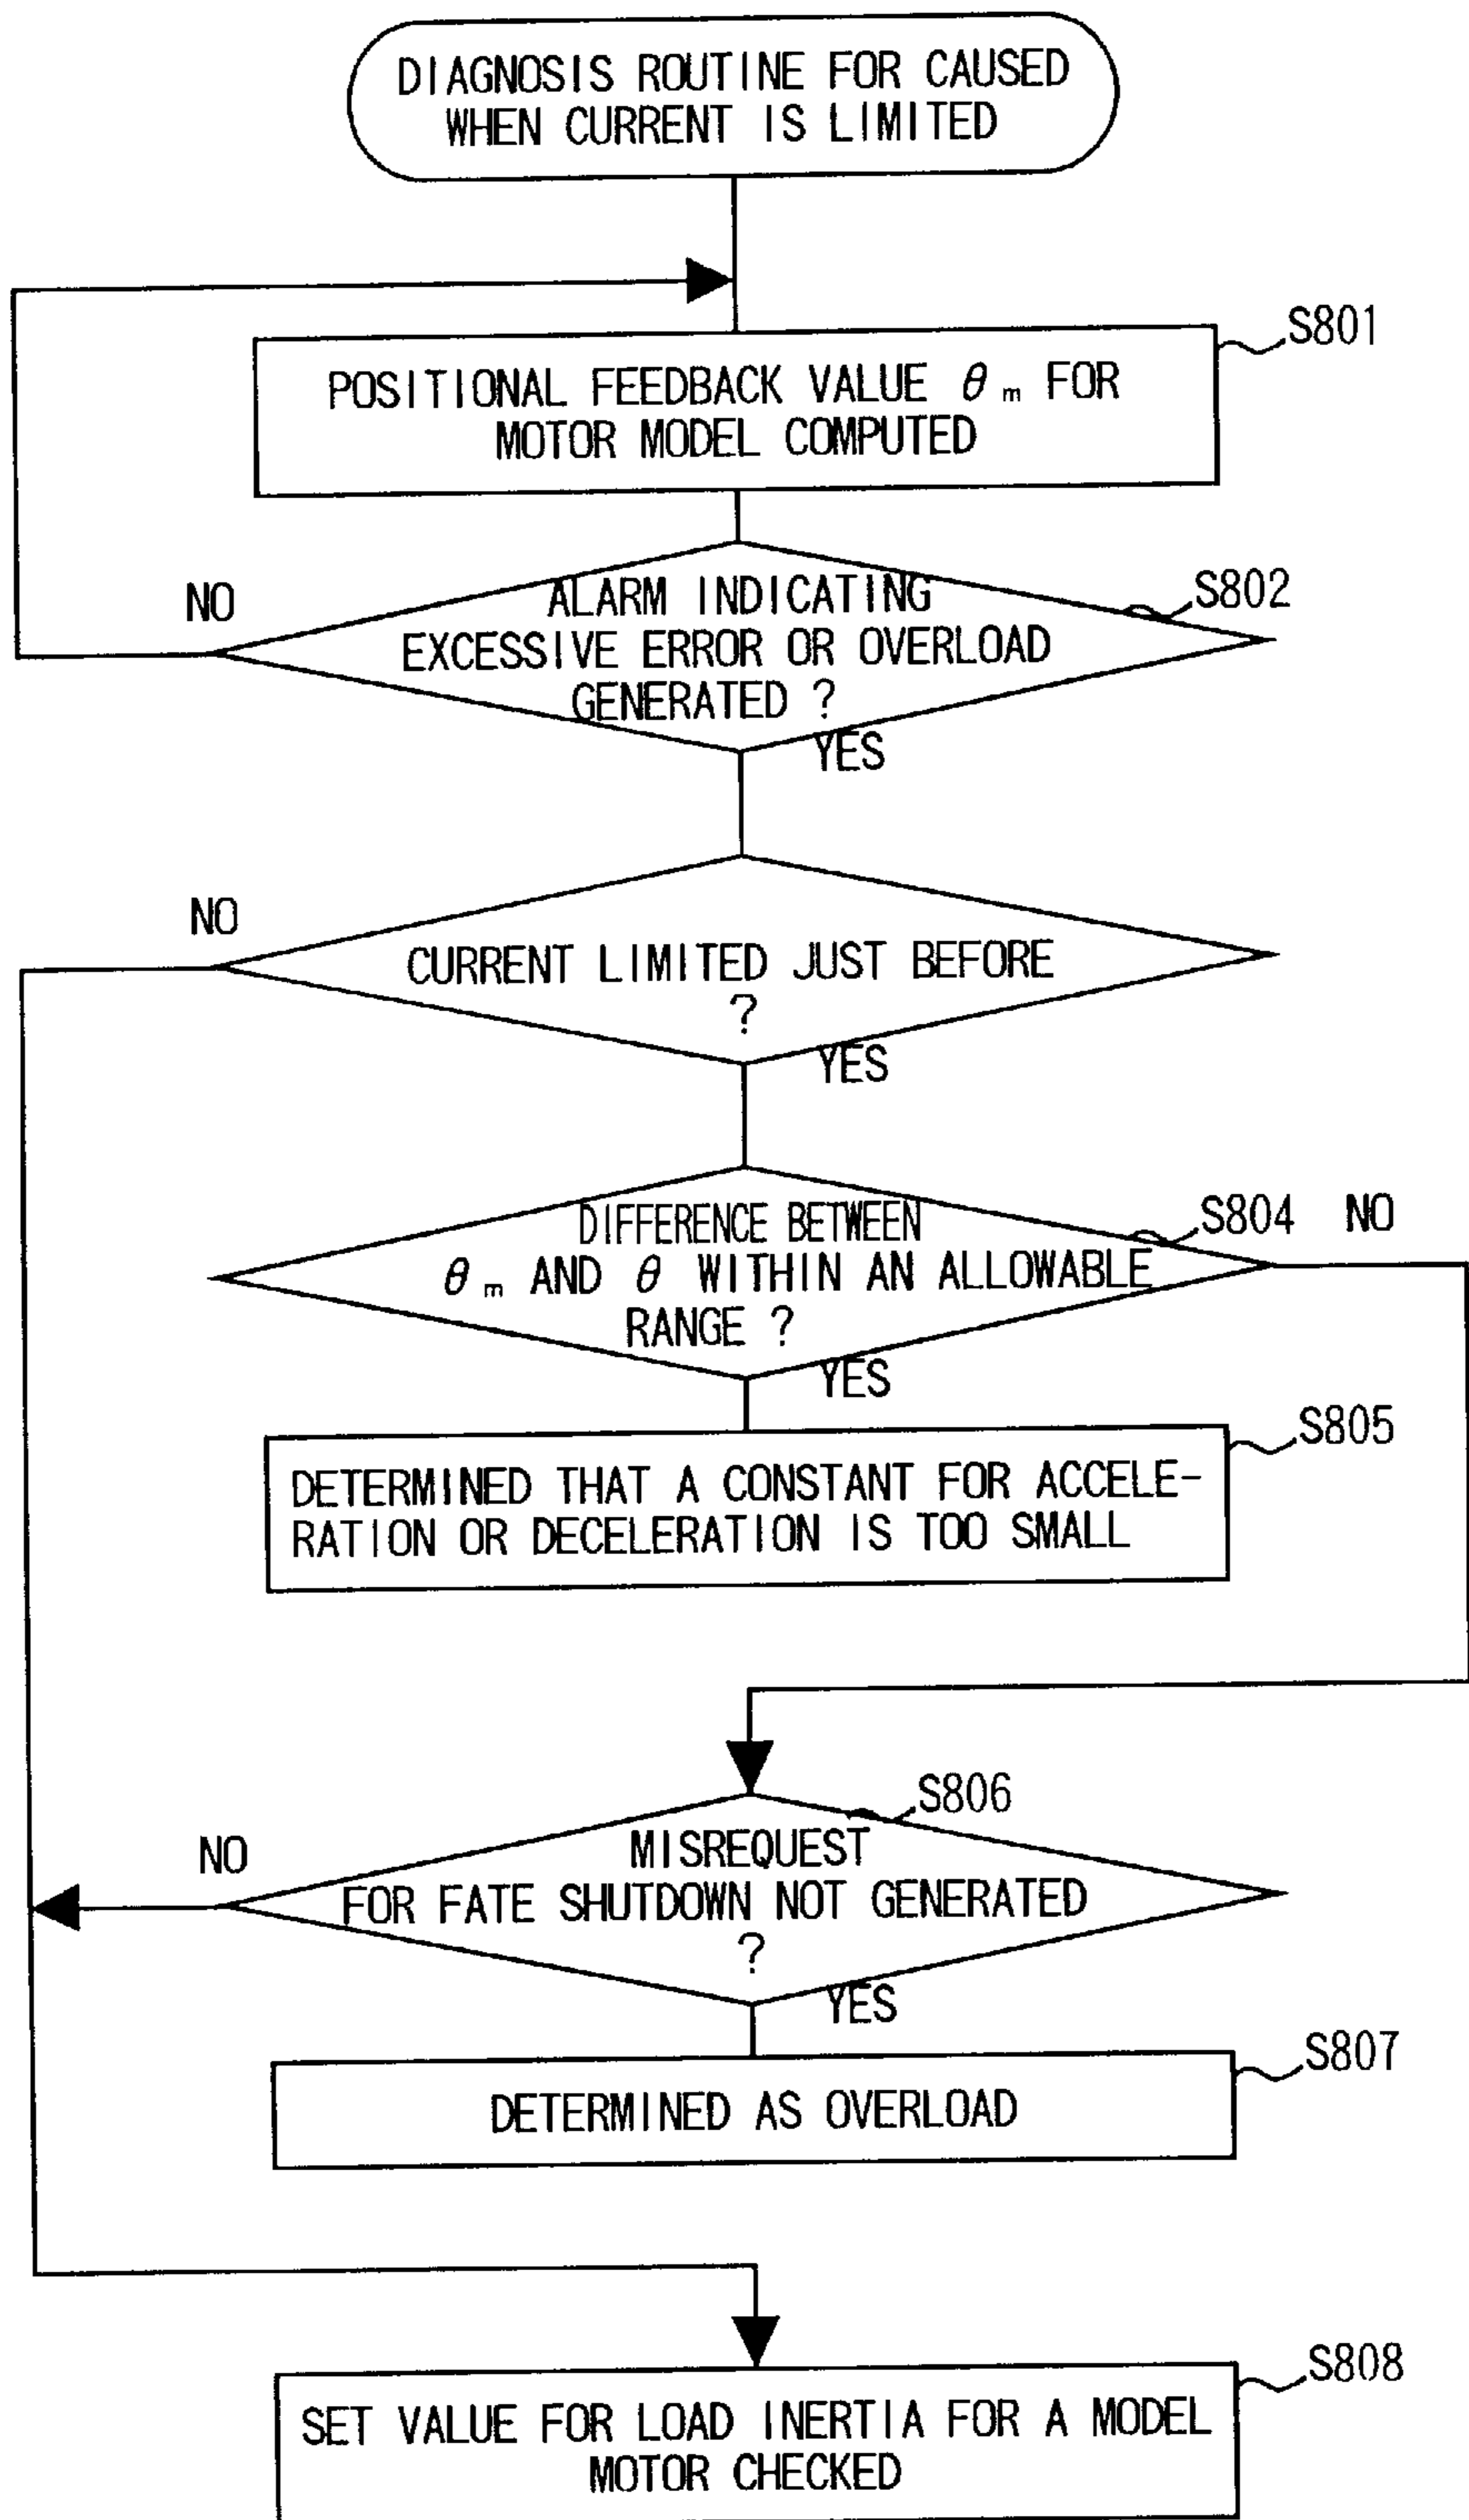 DIAGNOSIS ROUTINE FOR CAUSED
WHEN CURRENT IS LIMITED
S801
POSITIONAL FEEDBACK VALUE θm FOR
MOTOR MODEL COMPUTED
NO
S802
ALARM INDICATING
EXCESSIVE ERROR OR OVERLOAD
GENERATED ?
YES
NO
CURRENT LIMITED JUST BEFORE
?
YES
S804 NO
DIFFERENCE BETWEEN
θm AND θ WITHIN AN ALLOWABLE
RANGE ?
YES
S805
DETERMINED THAT A CONSTANT FOR ACCELE-
RATION OR DECELERATION IS TOO SMALL
S806
NO
MISREQUEST
FOR FATE SHUTDOWN NOT GENERATED
?
YES
S807
DETERMINED AS OVERLOAD
S808
SET VALUE FOR LOAD INERTIA FOR A MODEL
MOTOR CHECKED